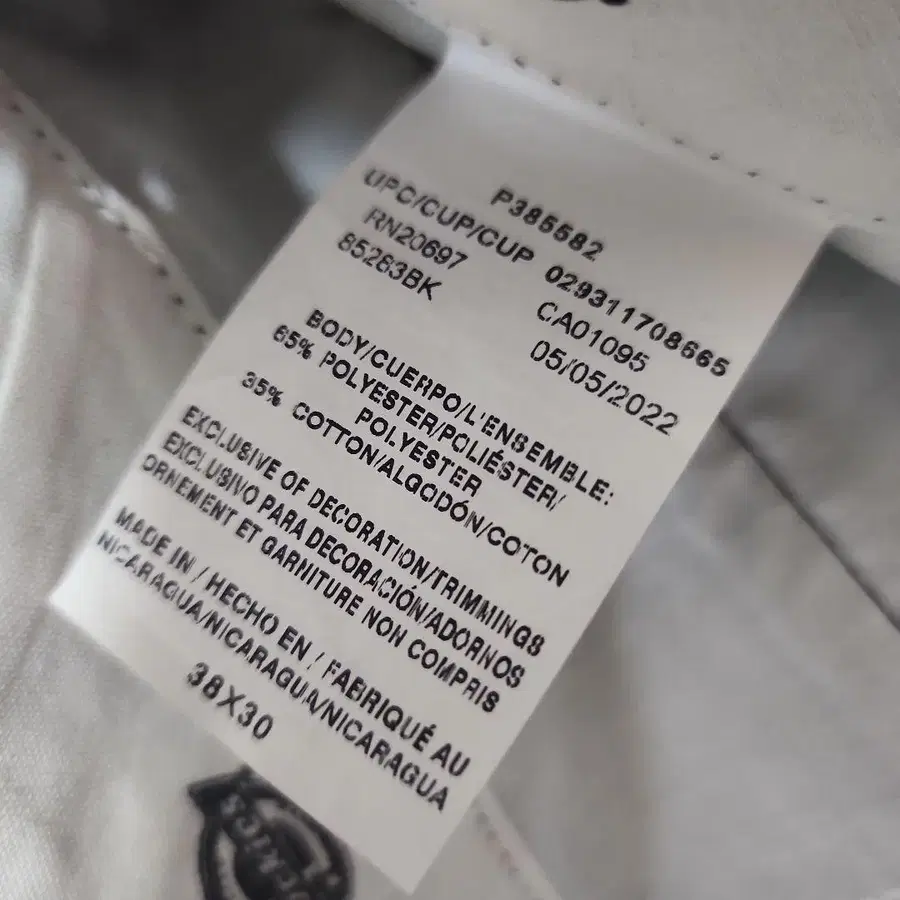 P385582
UPC/CUP/CUP 029311708665
RN20697 CA01095
85283BK 05/05/2022
BODY/CUERPO/L'ENSEMBLE:
65% POLYESTER/POLIÉSTER/
POLYESTER
35% COTTON/ALGODÓN/COTON
EXCLUSIVE OF DECORATION/TRIMMINGS
EXCLUSIVO PARA DECORACIÓN/ADORNOS
ORNEMENT ET GARNITURE NON COMPRIS
MADE IN / HECHO EN / FABRIQUÉ AU
NICARAGUA/NICARAGUA/NICARAGUA
38X30
Dickies